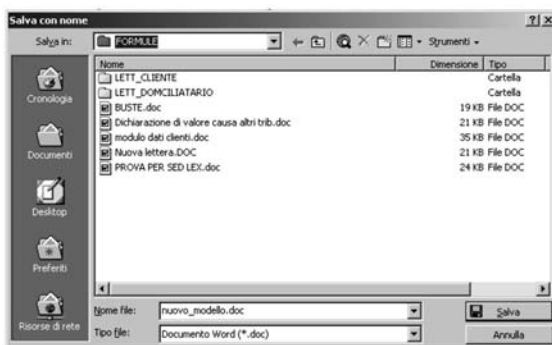 Salva con nome
Salva in: FORMULE Strumenti
Nome Dimensione Tipo
LETT_CLIENTE Cartella
LETT_DOMCILIATARIO Cartella
BUSTE.doc 19 KB File DOC
Dichiarazione di valore causa altri trib.doc 21 KB File DOC
modulo dati clienti.doc 35 KB File DOC
Nuova lettera.DOC 21 KB File DOC
PROVA PER SED LEX.doc 24 KB File DOC
Cronologia
Documenti
Desktop
Preferiti
Risorse di rete
Nome file: nuovo_modello.doc Salva
Tipo file: Documento Word (*.doc) Annulla